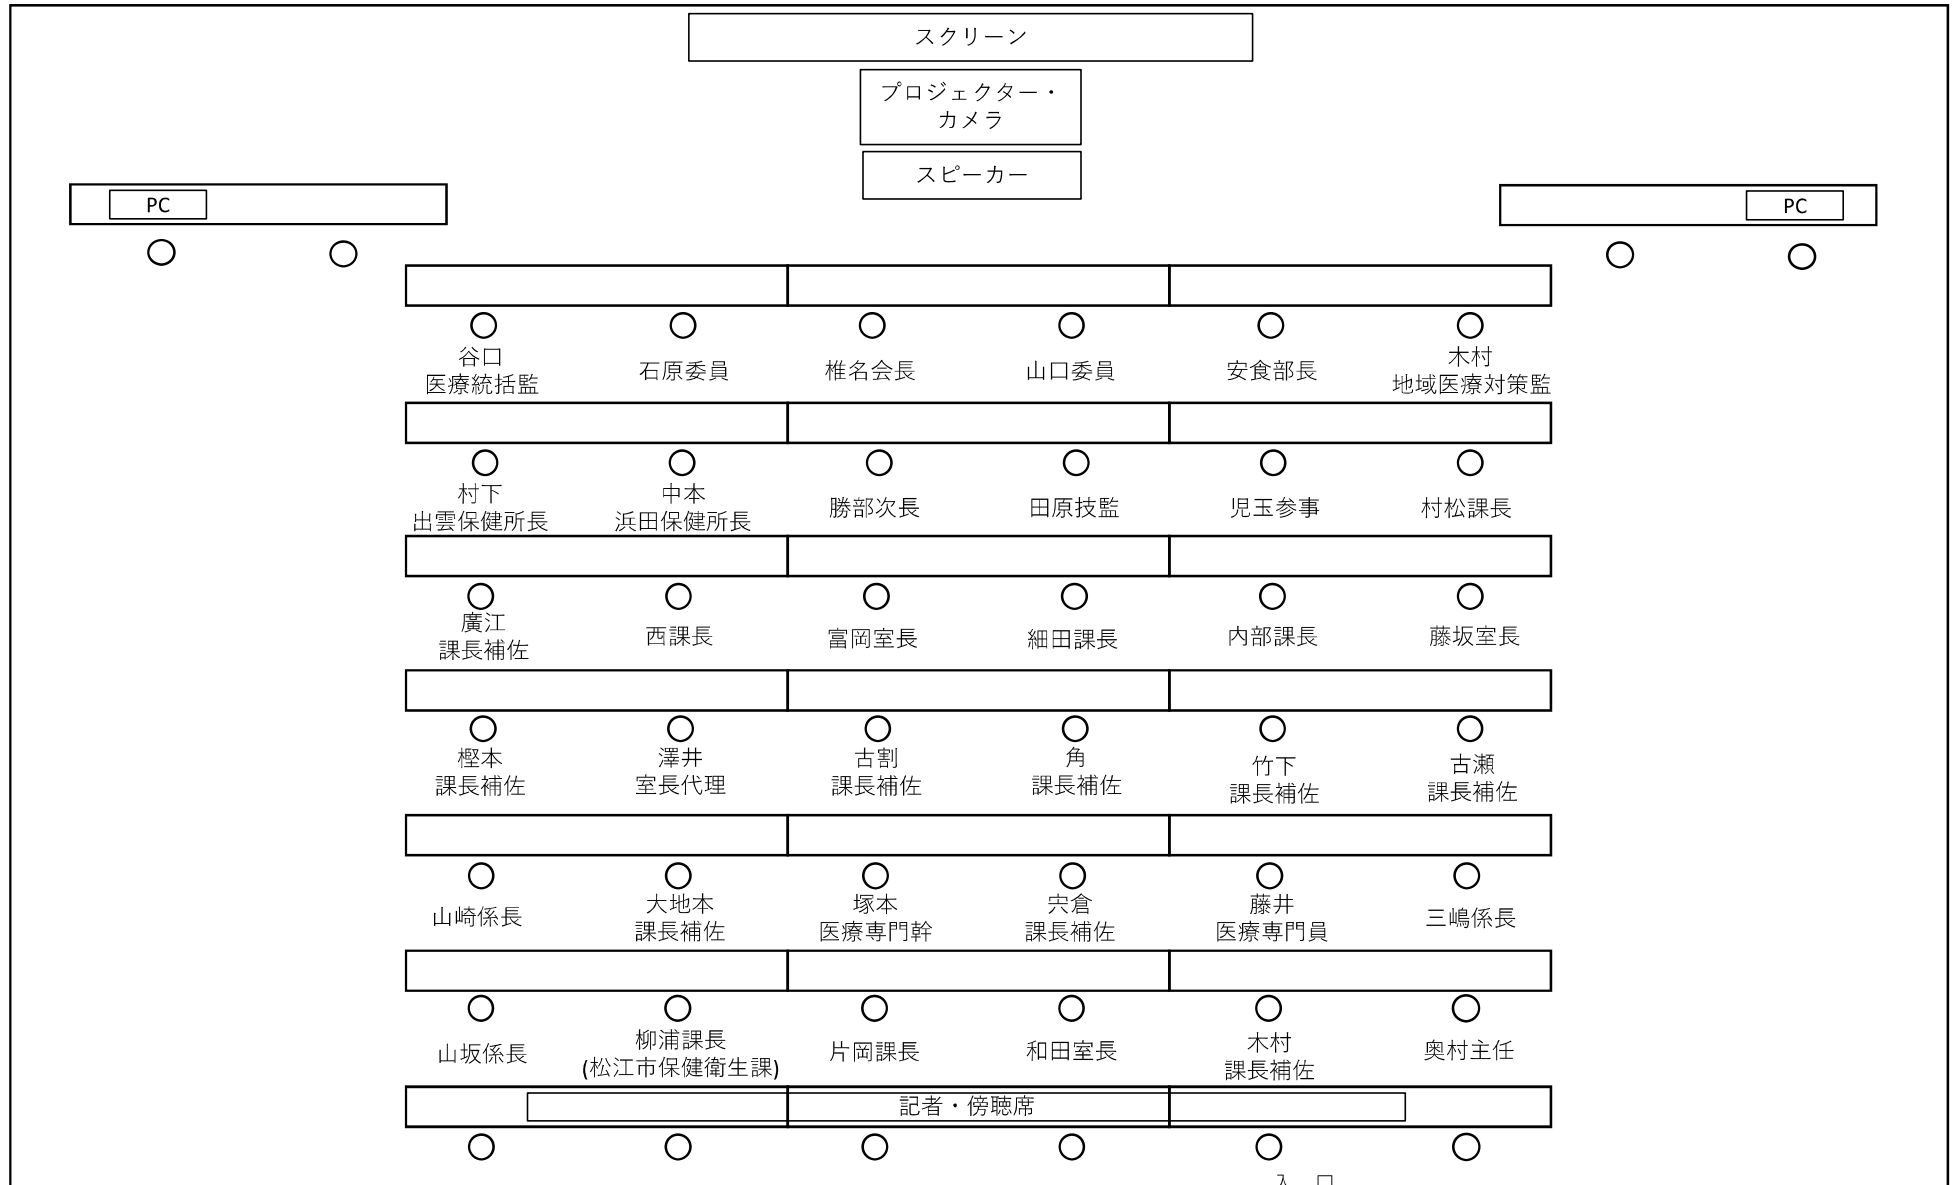 スクリーン
プロジェクター・
カメラ
スピーカー
PC
PC
谷口
医療統括監
石原委員
椎名会長
山口委員
安食部長
木村
地域医療対策監
村下
出雲保健所長
中本
浜田保健所長
勝部次長
田原技監
児玉参事
村松課長
廣江
課長補佐
西課長
富岡室長
細田課長
内部課長
藤坂室長
樫本
課長補佐
澤井
室長代理
古割
課長補佐
角
課長補佐
竹下
課長補佐
古瀬
課長補佐
山崎係長
大地本
課長補佐
塚本
医療専門幹
宍倉
課長補佐
藤井
医療専門員
三嶋係長
山坂係長
柳浦課長
(松江市保健衛生課)
片岡課長
和田室長
木村
課長補佐
奥村主任
記者・傍聴席
入　口